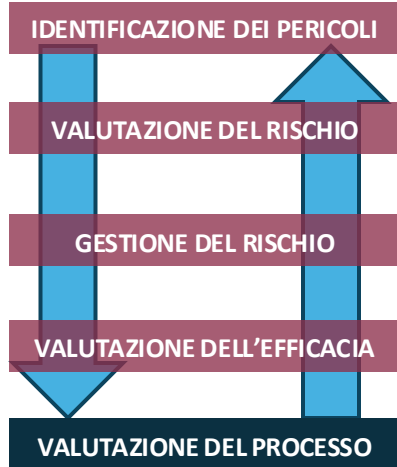 IDENTIFICAZIONE DEI PERICOLI
VALUTAZIONE DEL RISCHIO
GESTIONE DEL RISCHIO
VALUTAZIONE DELL’EFFICACIA
VALUTAZIONE DEL PROCESSO